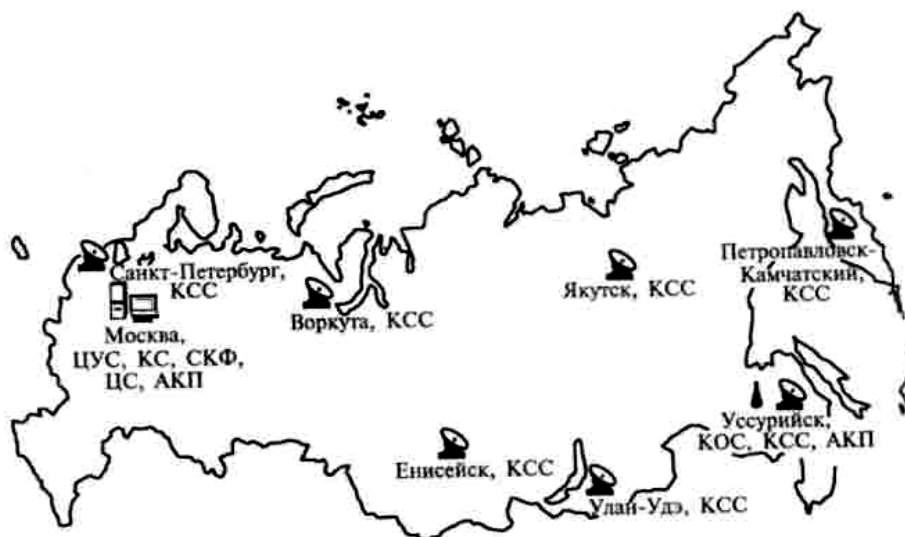 Санкт-Петербург,
КСС
Москва,
ЦУС, КС, СКФ,
ЦС, АКП
Воркута, КСС
Якутск, КСС
Петропавловск-
Камчатский,
КСС
Уссурийск,
КОС, КСС, АКП
Енисейск, КСС
Улан-Удэ, КСС